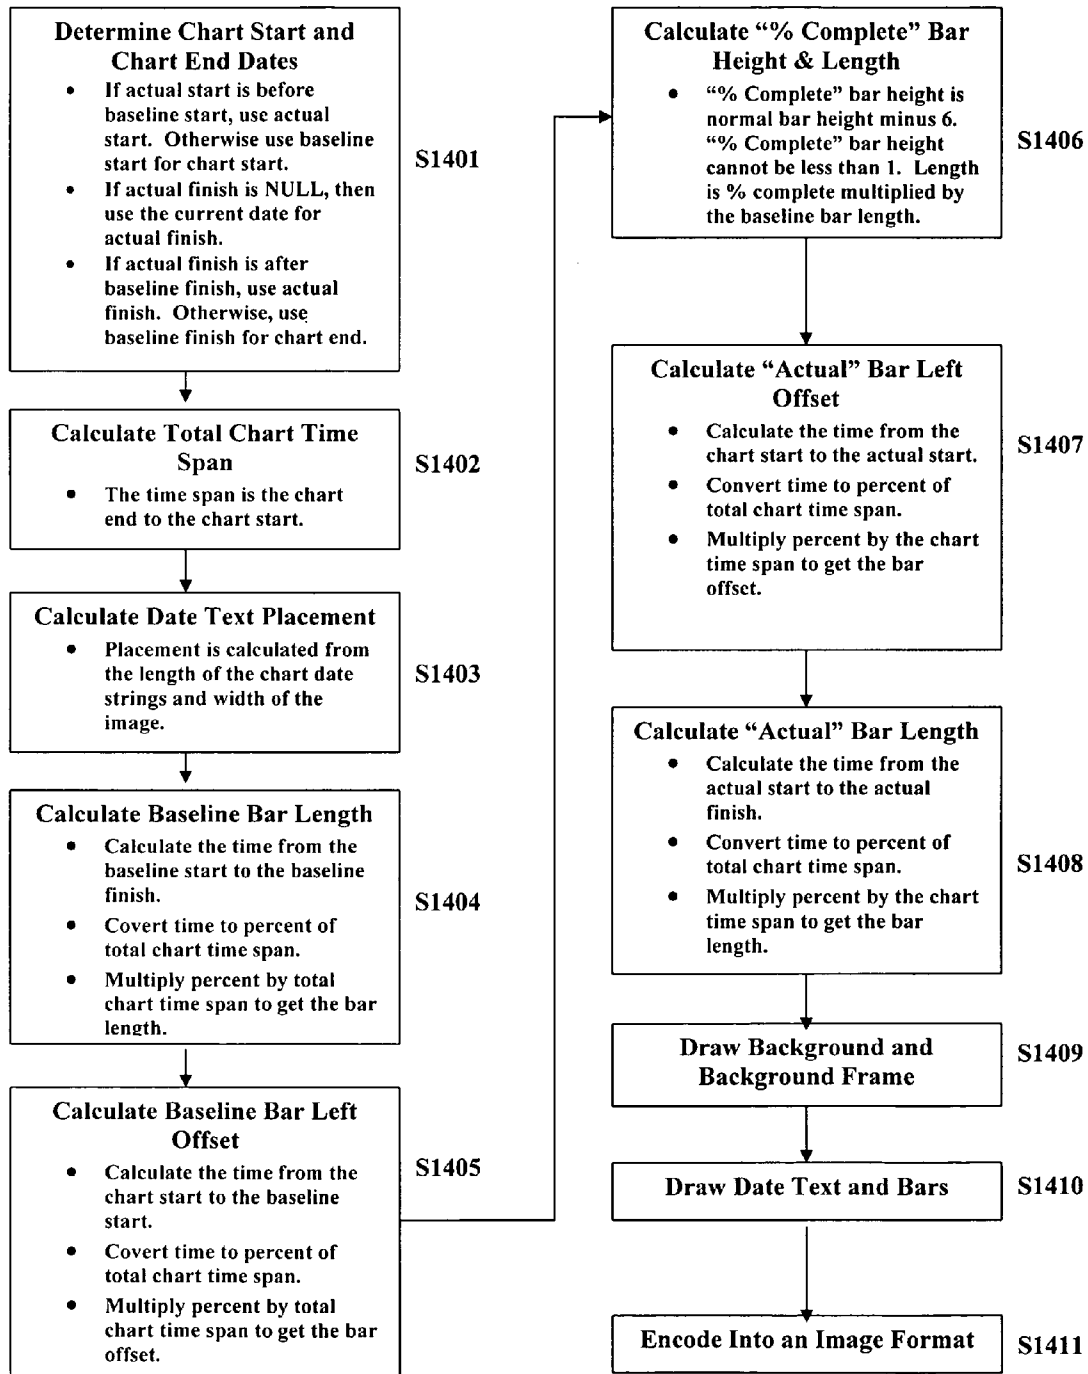 Determine Chart Start and
Chart End Dates
• If actual start is before
baseline start, use actual
start. Otherwise use baseline
start for chart start.
• If actual finish is NULL, then
use the current date for
actual finish.
• If actual finish is after
baseline finish, use actual
finish. Otherwise, use
baseline finish for chart end.
S1401
Calculate Total Chart Time
Span
• The time span is the chart
end to the chart start.
S1402
Calculate Date Text Placement
• Placement is calculated from
the length of the chart date
strings and width of the
image.
S1403
Calculate Baseline Bar Length
• Calculate the time from the
baseline start to the baseline
finish.
• Covert time to percent of
total chart time span.
• Multiply percent by total
chart time span to get the bar
length.
S1404
Calculate Baseline Bar Left
Offset
• Calculate the time from the
chart start to the baseline
start.
• Covert time to percent of
total chart time span.
• Multiply percent by total
chart time span to get the bar
offset.
S1405
Calculate “% Complete” Bar
Height & Length
• “% Complete” bar height is
normal bar height minus 6.
“% Complete” bar height
cannot be less than 1. Length
is % complete multiplied by
the baseline bar length.
S1406
Calculate “Actual” Bar Left
Offset
• Calculate the time from the
chart start to the actual start.
• Convert time to percent of
total chart time span.
• Multiply percent by the chart
time span to get the bar
offset.
S1407
Calculate “Actual” Bar Length
• Calculate the time from the
actual start to the actual
finish.
• Convert time to percent of
total chart time span.
• Multiply percent by the chart
time span to get the bar
length.
S1408
Draw Background and
Background Frame
S1409
Draw Date Text and Bars
S1410
Encode Into an Image Format
S1411